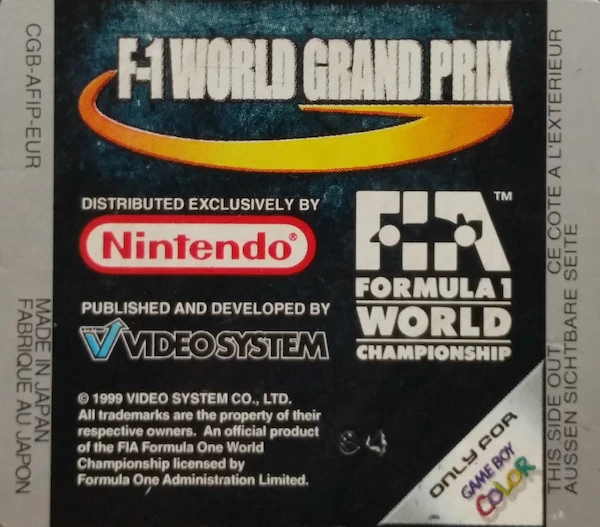 F-1 WORLD GRAND PRIX
DISTRIBUTED EXCLUSIVELY BY
Nintendo®
PUBLISHED AND DEVELOPED BY
VIDEO SYSTEM
FIA ™
FORMULA 1
WORLD
CHAMPIONSHIP
© 1999 VIDEO SYSTEM CO., LTD.
All trademarks are the property of their
respective owners. An official product
of the FIA Formula One World
Championship licensed by
Formula One Administration Limited.
ONLY FOR
GAME BOY
COLOR
CGB-AFIP-EUR
MADE IN JAPAN
FABRIQUE AU JAPON
THIS SIDE OUT CE COTE A L'EXTERIEUR
AUSSEN SICHTBARE SEITE